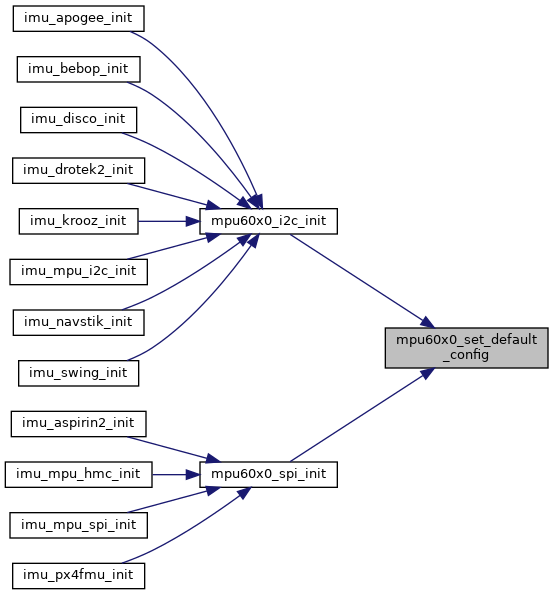 imu_apogee_init
imu_bebop_init
imu_disco_init
imu_drotek2_init
imu_krooz_init
imu_mpu_i2c_init
imu_navstik_init
imu_swing_init
imu_aspirin2_init
imu_mpu_hmc_init
imu_mpu_spi_init
imu_px4fmu_init
mpu60x0_i2c_init
mpu60x0_spi_init
mpu60x0_set_default
_config